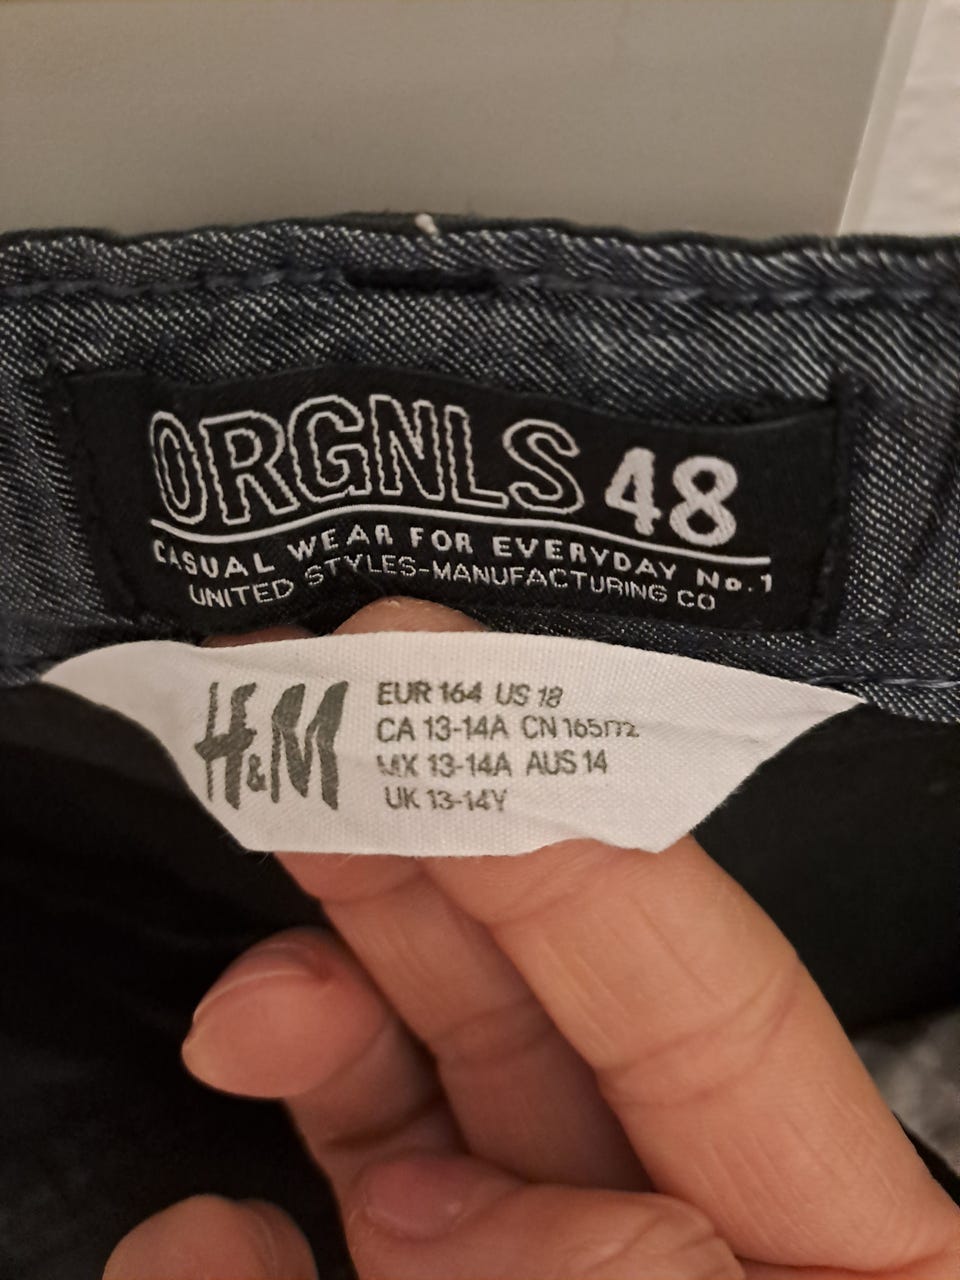 ORGNLS 48
CASUAL WEAR FOR EVERYDAY No.1
UNITED STYLES-MANUFACTURING CO
H&M
EUR 164 US 18
CA 13-14A CN 165/72
MX 13-14A AUS 14
UK 13-14Y